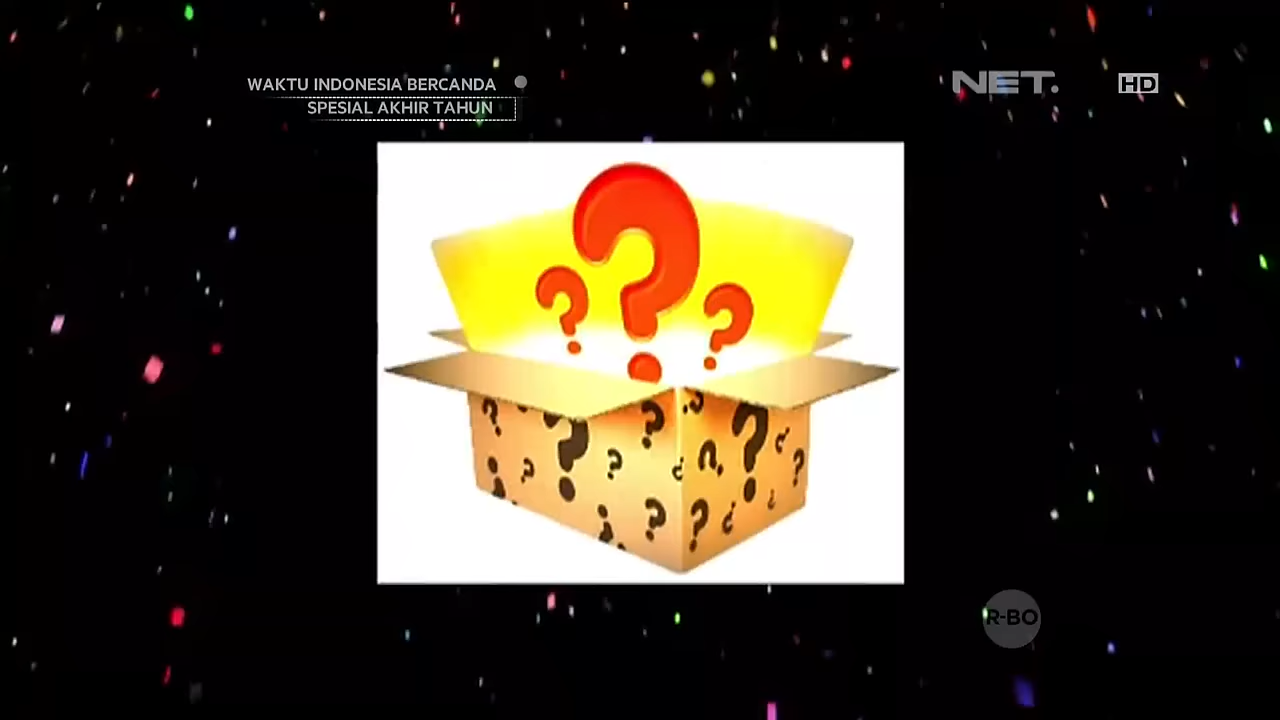 WAKTU INDONESIA BERCANDA
SPESIAL AKHIR TAHUN
NET.
HD
? ? ?
R-BO